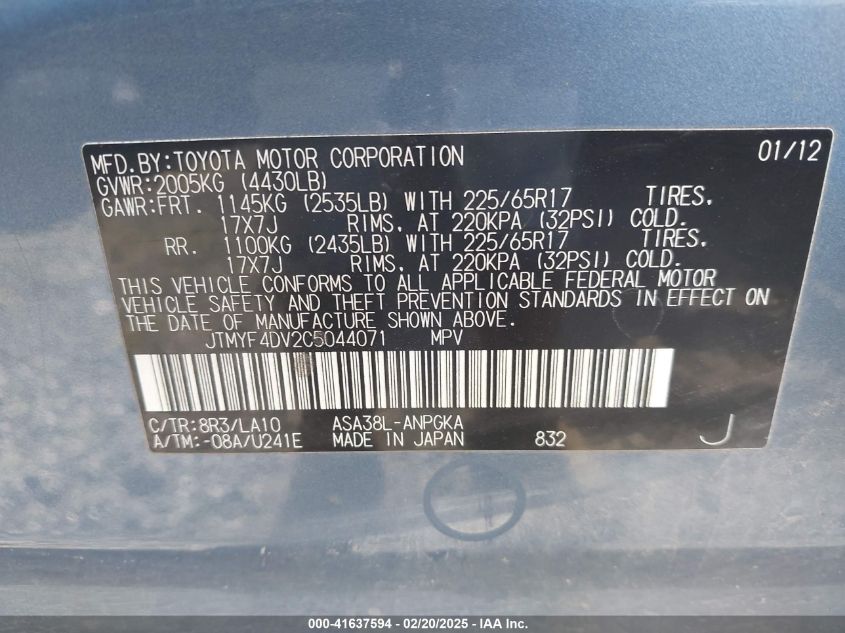 MFD.BY:TOYOTA MOTOR CORPORATION 01/12
GVWR:2005KG (4430LB)
GAWR:FRT. 1145KG (2535LB) WITH 225/65R17 TIRES,
17X7J RIMS, AT 220KPA (32PSI) COLD.
RR. 1100KG (2435LB) WITH 225/65R17 TIRES,
17X7J RIMS, AT 220KPA (32PSI) COLD.
THIS VEHICLE CONFORMS TO ALL APPLICABLE FEDERAL MOTOR
VEHICLE SAFETY AND THEFT PREVENTION STANDARDS IN EFFECT ON
THE DATE OF MANUFACTURE SHOWN ABOVE.
JTMYF4DV2C5044071 MPV
C/TR:8R3/LA10 ASA38L-ANPGKA
A/TM:-08A/U241E MADE IN JAPAN 832 J
000-41637594 - 02/20/2025 - IAA Inc.